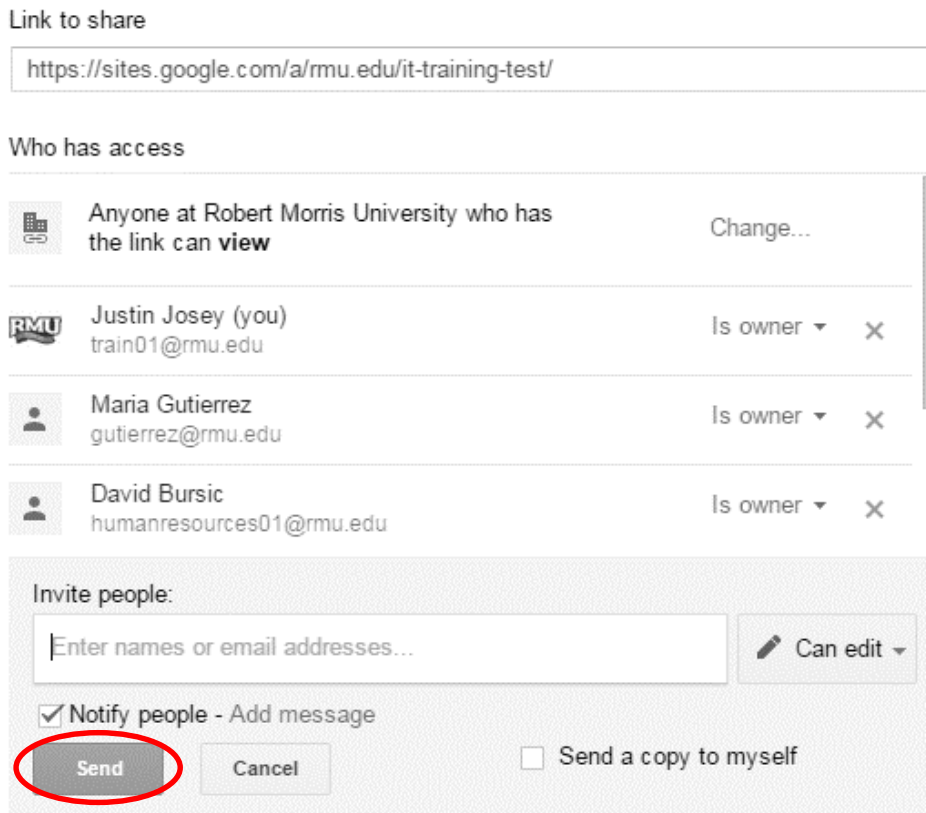 Link to share
https://sites.google.com/a/rmu.edu/it-training-test/
Who has access
Anyone at Robert Morris University who has
the link can view
Change...
RMU
Justin Josey (you)
train01@rmu.edu
Is owner
Maria Gutierrez
gutierrez@rmu.edu
Is owner
David Bursic
humanresources01@rmu.edu
Is owner
Invite people:
Enter names or email addresses...
Can edit
Notify people - Add message
Send
Cancel
Send a copy to myself